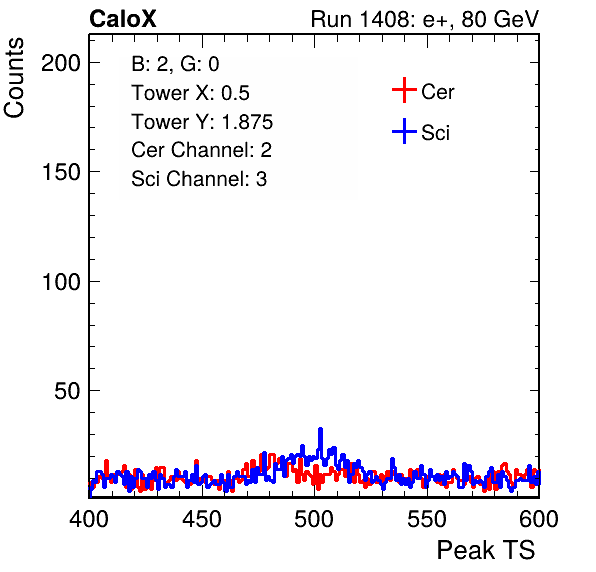 CaloX Run 1408: e+, 80 GeV
Counts
B: 2, G: 0
Tower X: 0.5
Tower Y: 1.875
Cer Channel: 2
Sci Channel: 3
Cer
Sci
200
150
100
50
400 450 500 550 600
Peak TS